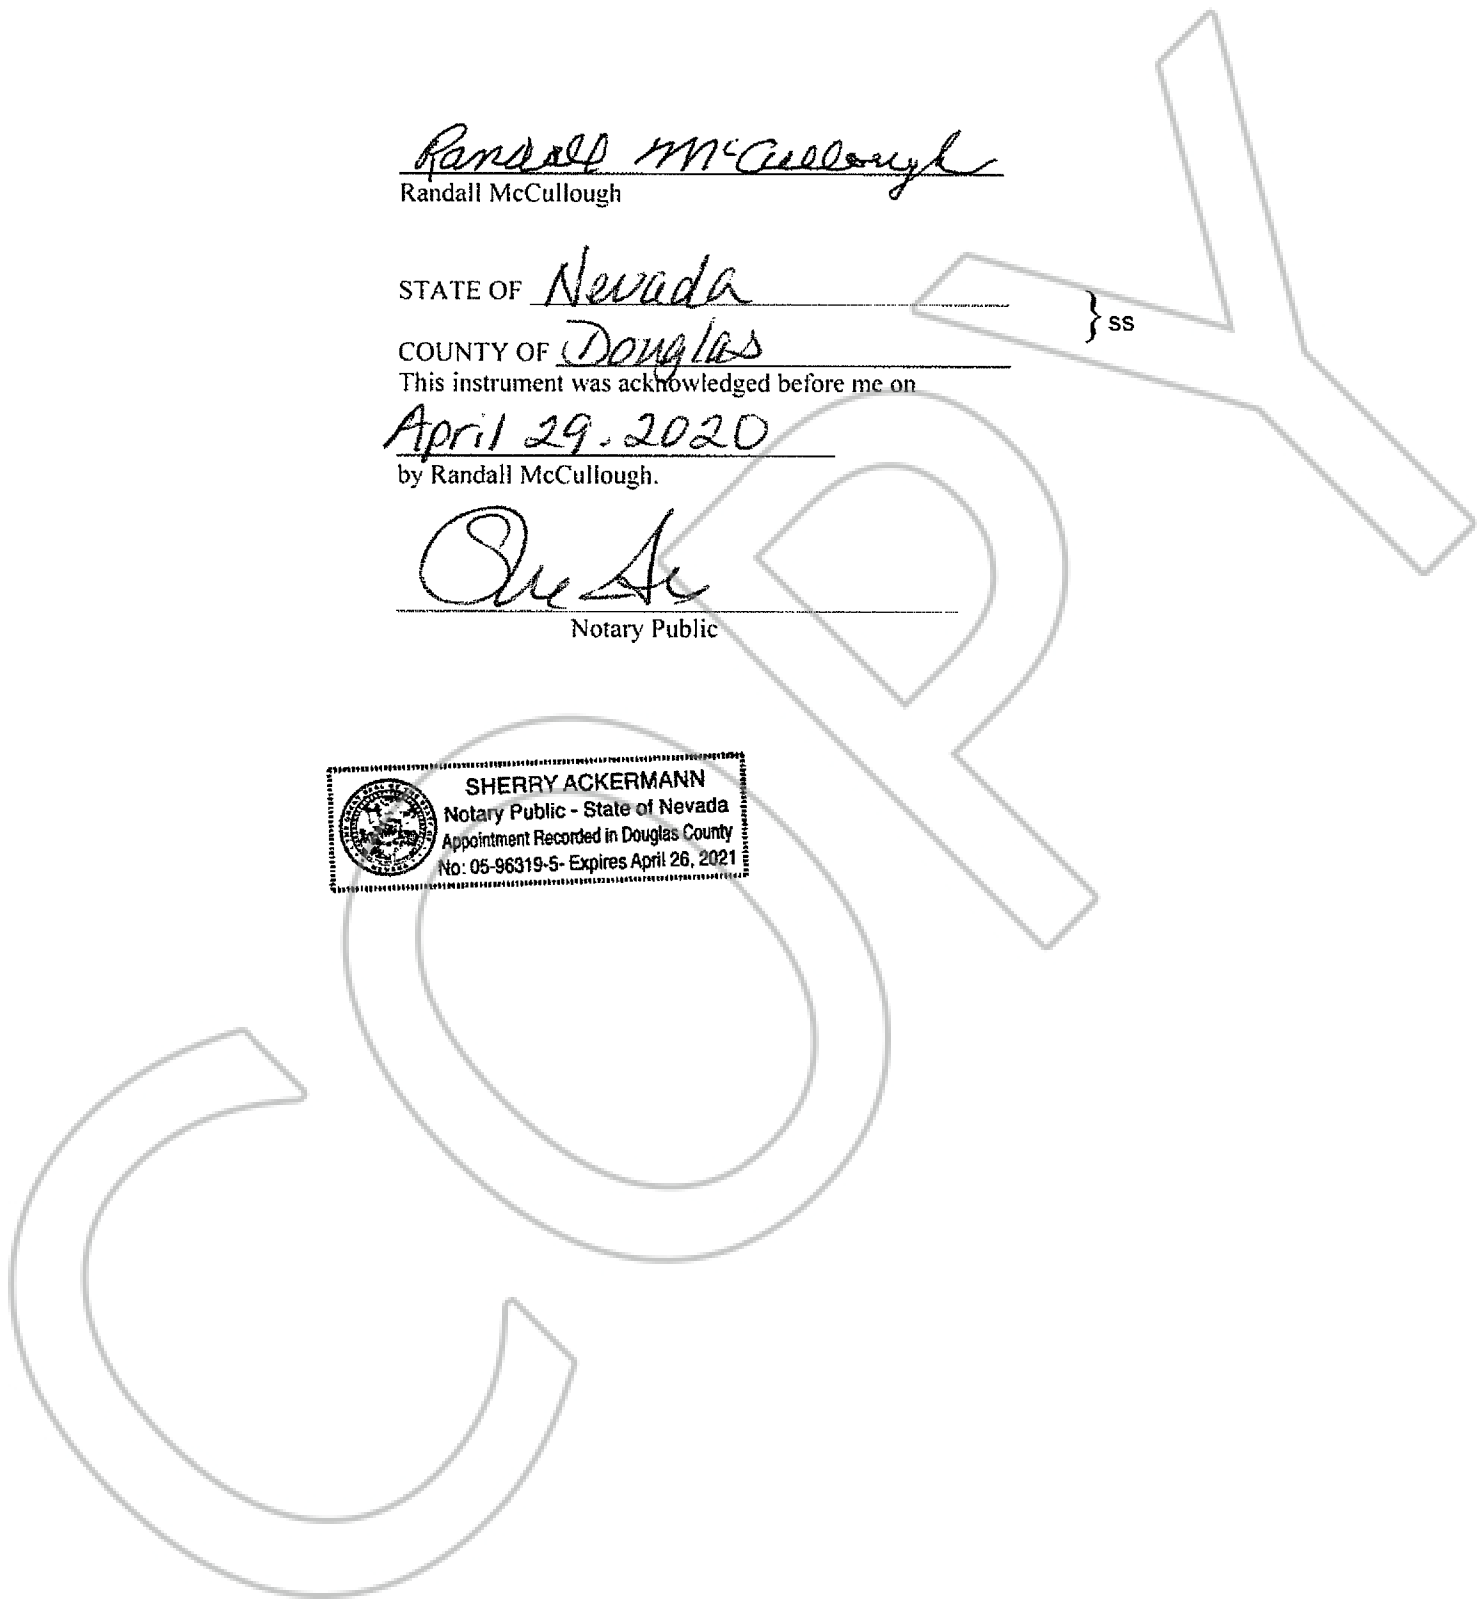 Randall McCullough
Randall McCullough
STATE OF Nevada
} ss
COUNTY OF Douglas
This instrument was acknowledged before me on
April 29. 2020
by Randall McCullough.
Notary Public
SHERRY ACKERMANN
Notary Public - State of Nevada
Appointment Recorded in Douglas County
No: 05-96319-5- Expires April 26, 2021
COPY